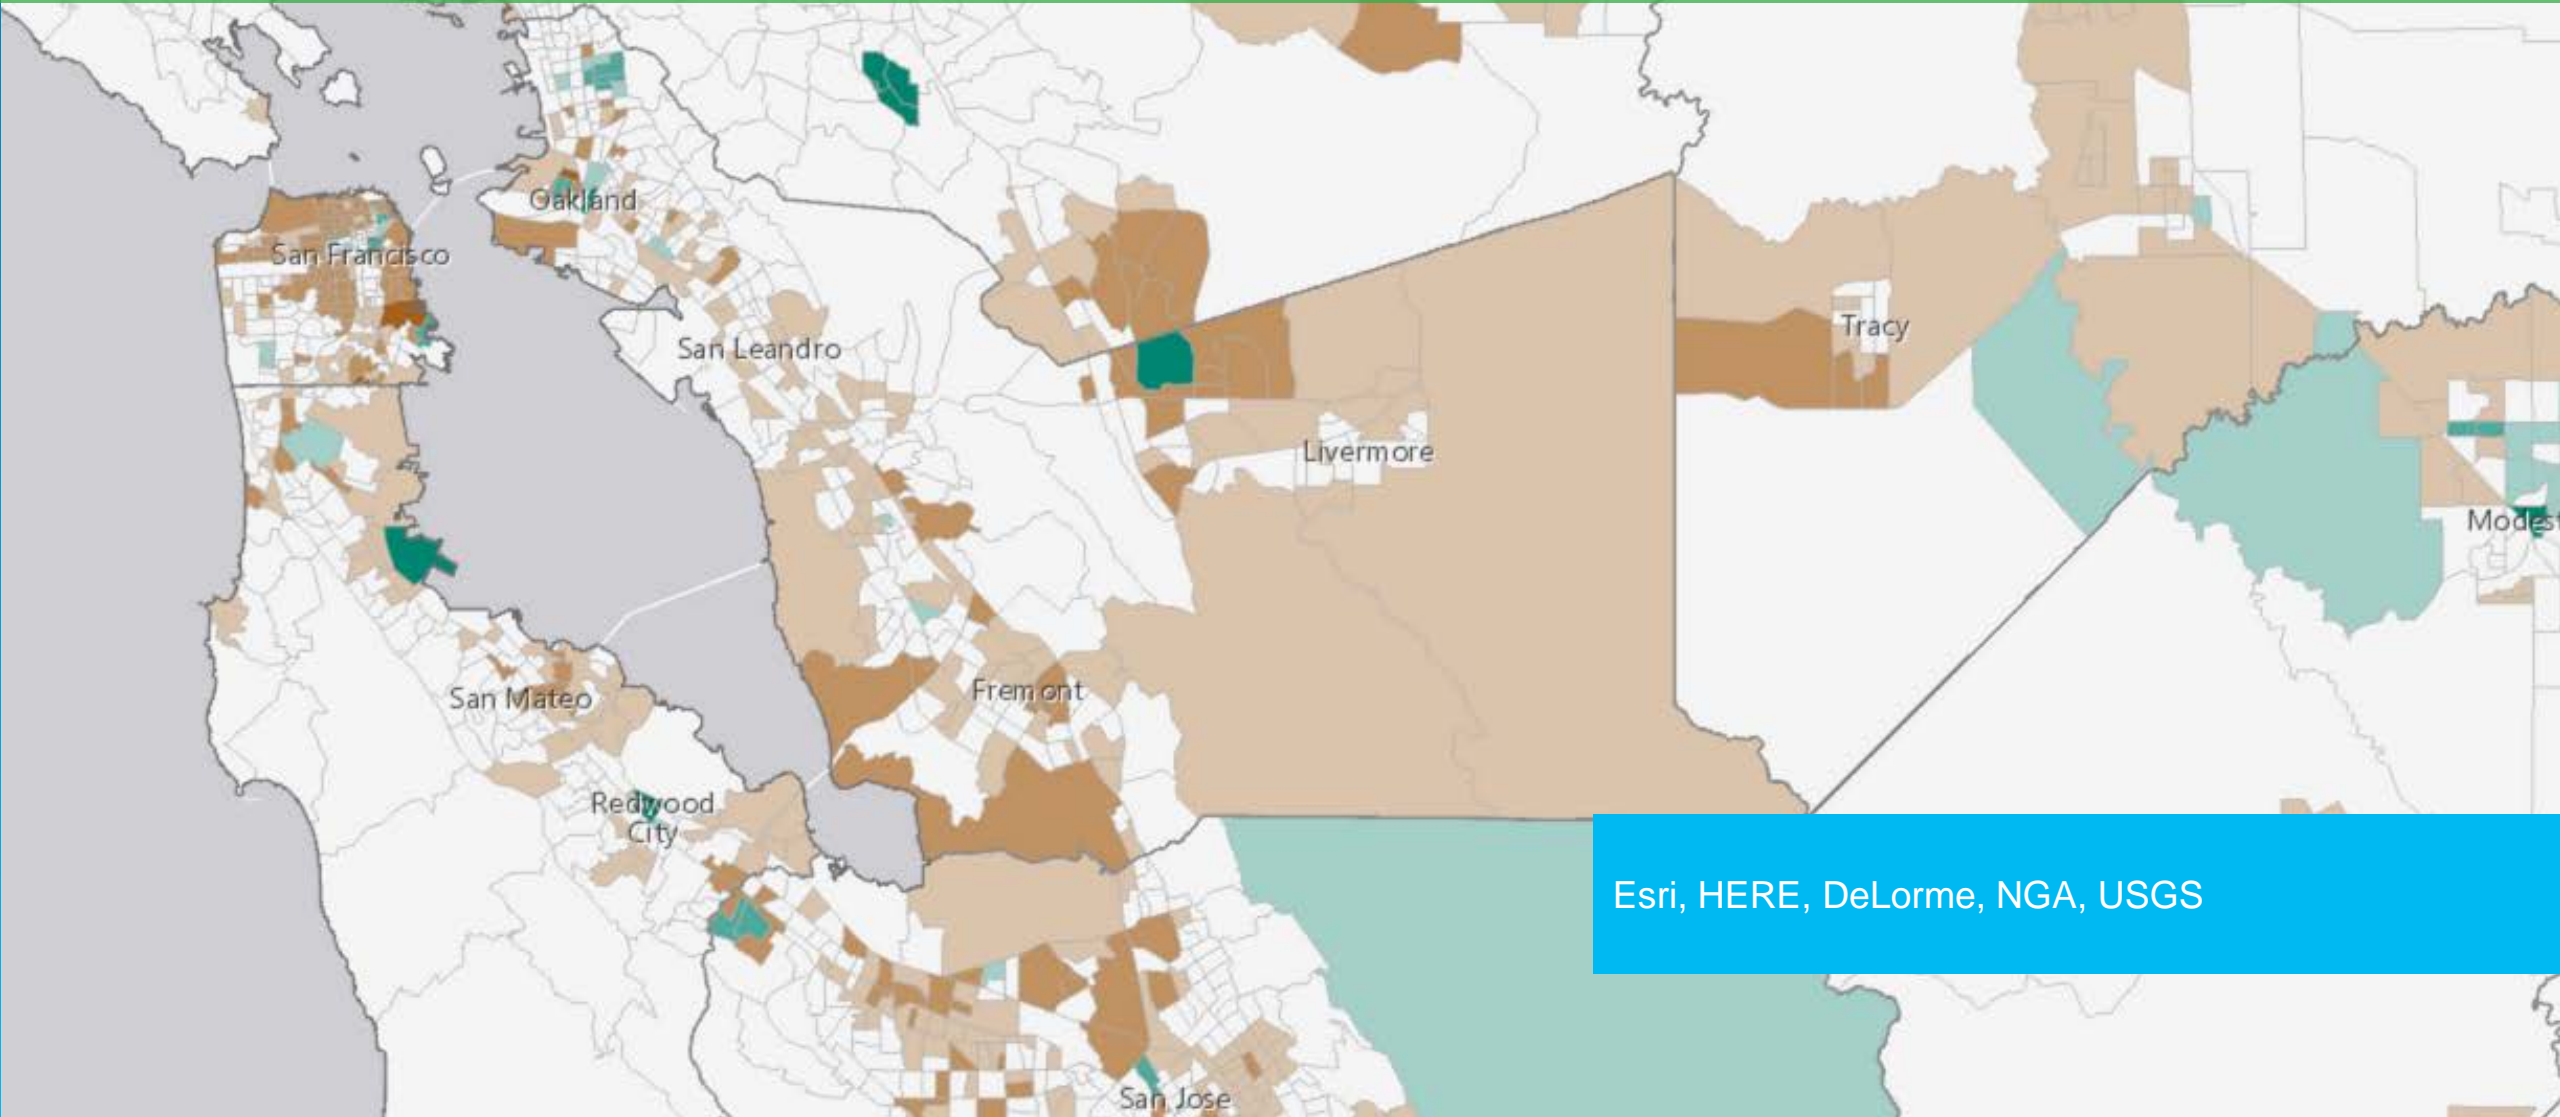 Oakland
San Francisco
San Leandro
Tracy
Livermore
Modest
San Mateo
Fremont
Redwood
City
Esri, HERE, DeLorme, NGA, USGS
San Jose